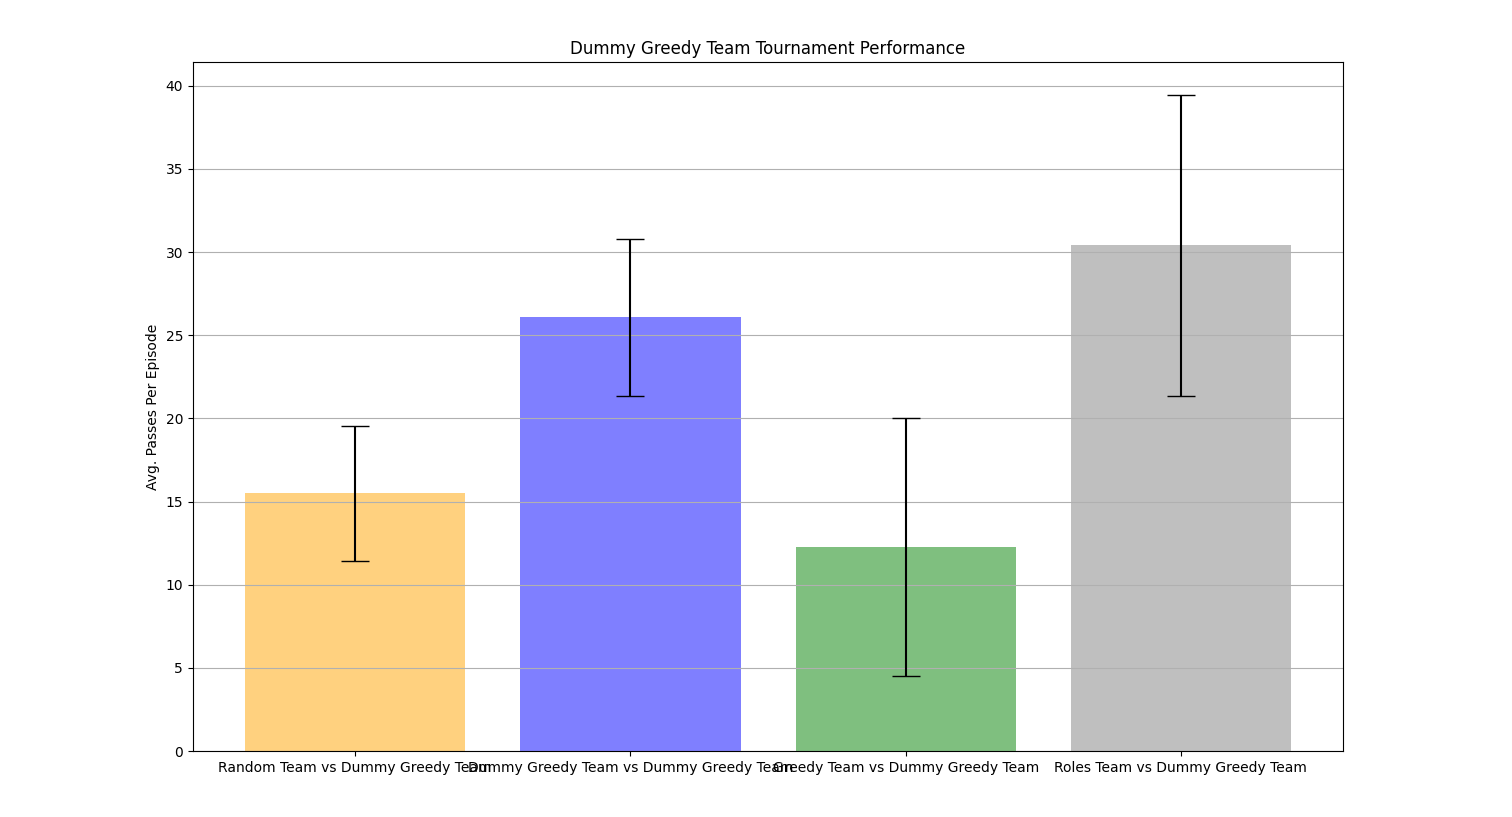 Dummy Greedy Team Tournament Performance
Avg. Passes Per Episode
40
35
30
25
20
15
10
5
0
Random Team vs Dummy Greedy Team
Dummy Greedy Team vs Dummy Greedy Team
Greedy Team vs Dummy Greedy Team
Roles Team vs Dummy Greedy Team